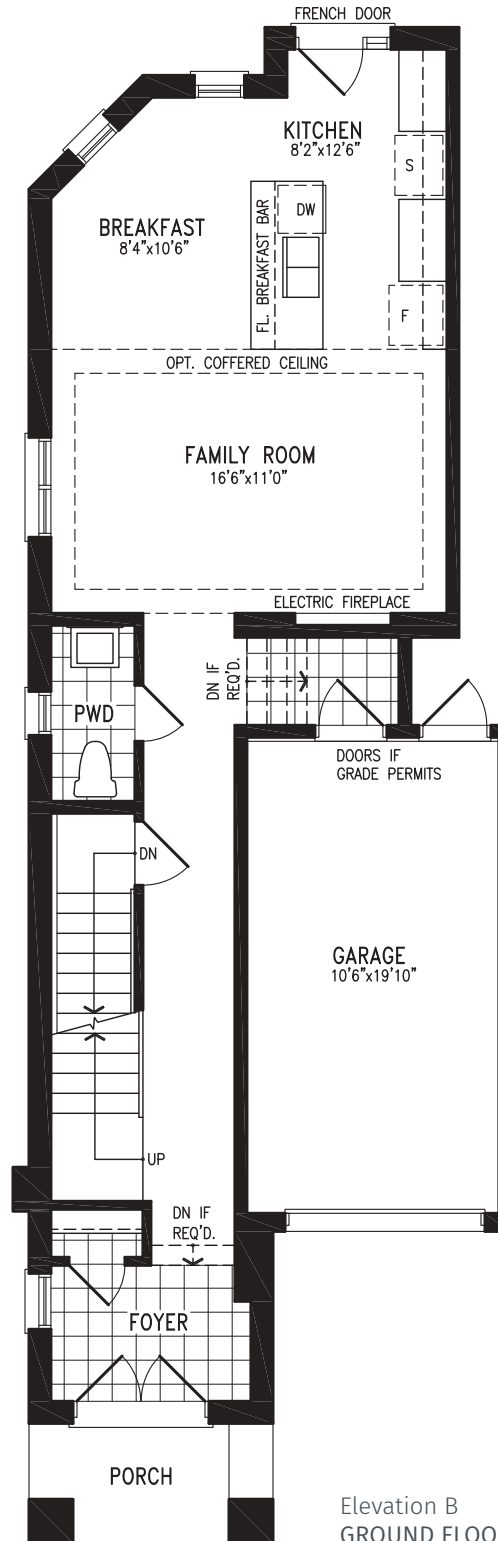 FRENCH DOOR
KITCHEN
8'2"x12'6"
S
BREAKFAST
8'4"x10'6"
DW
FL. BREAKFAST BAR
F
OPT. COFFERED CEILING
FAMILY ROOM
16'6"x11'0"
ELECTRIC FIREPLACE
DN IF
REQ'D.
PWD
DOORS IF
GRADE PERMITS
DN
GARAGE
10'6"x19'10"
UP
DN IF
REQ'D.
FOYER
PORCH
Elevation B
GROUND FLOO